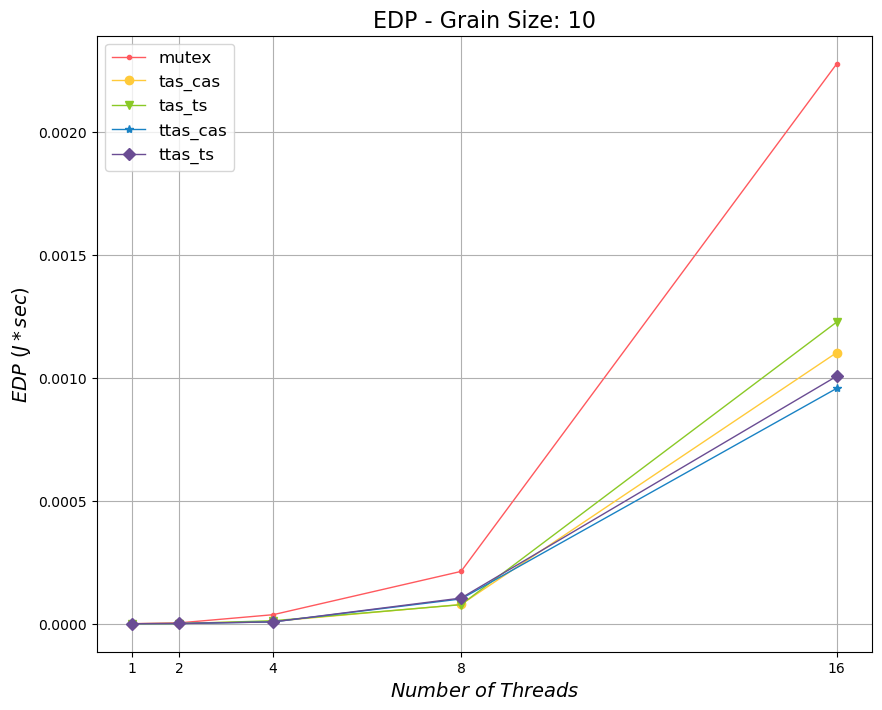 EDP - Grain Size: 10
mutex
tas_cas
tas_ts
ttas_cas
ttas_ts
0.0020
0.0015
0.0010
0.0005
0.0000
EDP (J * sec)
1 2 4 8 16
Number of Threads